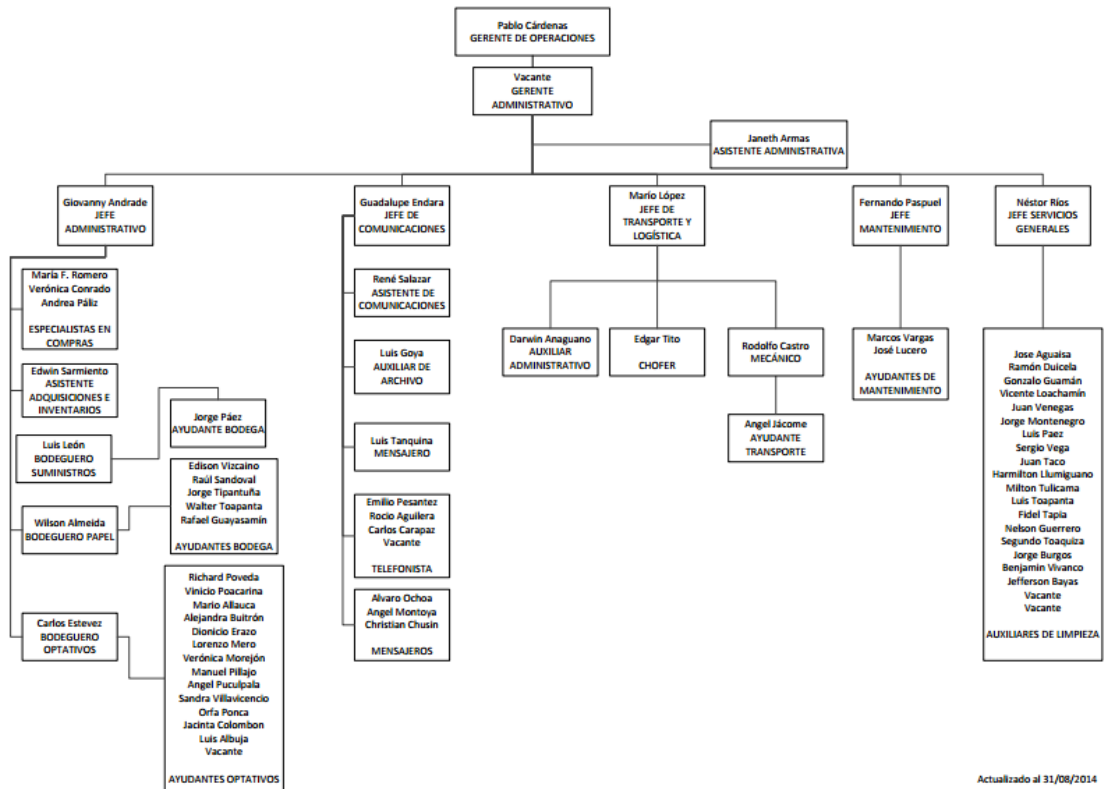 Pablo Cárdenas
GERENTE DE OPERACIONES
Vacante
GERENTE
ADMINISTRATIVO
Janeth Armas
ASISTENTE ADMINISTRATIVA
Giovanny Andrade
JEFE
ADMINISTRATIVO
Guadalupe Endara
JEFE DE
COMUNICACIONES
Mario López
JEFE DE
TRANSPORTE Y
LOGÍSTICA
Fernando Paspuel
JEFE
MANTENIMIENTO
Néstor Ríos
JEFE SERVICIOS
GENERALES
María F. Romero
Verónica Conrado
Andrea Páliz
ESPECIALISTAS EN
COMPRAS
Edwin Sarmiento
ASISTENTE
ADQUISICIONES E
INVENTARIOS
Luis León
BODEGUERO
SUMINISTROS
Jorge Páez
AYUDANTE BODEGA
Wilson Almeida
BODEGUERO PAPEL
Edison Vizcaino
Raúl Sandoval
Jorge Tipantuña
Walter Toapanta
Rafael Guayasamín
AYUDANTES BODEGA
Carlos Estevez
BODEGUERO
OPTATIVOS
Richard Poveda
Vinicio Poacarina
Mario Allauca
Alejandra Buitrón
Dionicio Erazo
Lorenzo Mero
Verónica Morejón
Manuel Pillajo
Angel Puculpala
Sandra Villavicencio
Orfa Ponca
Jacinta Colombon
Luis Albuja
Vacante
AYUDANTES OPTATIVOS
René Salazar
ASISTENTE DE
COMUNICACIONES
Luis Goya
AUXILIAR DE
ARCHIVO
Luis Tanquina
MENSAJERO
Emilio Pesantez
Rocio Aguilera
Carlos Carapaz
Vacante
TELEFONISTA
Alvaro Ochoa
Angel Montoya
Christian Chusin
MENSAJEROS
Darwin Anaguano
AUXILIAR
ADMINISTRATIVO
Edgar Tito
CHOFER
Rodolfo Castro
MECÁNICO
Angel Jácome
AYUDANTE
TRANSPORTE
Marcos Vargas
José Lucero
AYUDANTES DE
MANTENIMIENTO
Jose Aguaisa
Ramón Duicela
Gonzalo Guamán
Vicente Loachamín
Juan Venegas
Jorge Montenegro
Luis Paez
Sergio Vega
Juan Taco
Harmilton Llumiguano
Milton Tulicama
Luis Toapanta
Fidel Tapia
Nelson Guerrero
Segundo Toaquiza
Jorge Burgos
Benjamin Vivanco
Jefferson Bayas
Vacante
Vacante
AUXILIARES DE LIMPIEZA
Actualizado al 31/08/2014